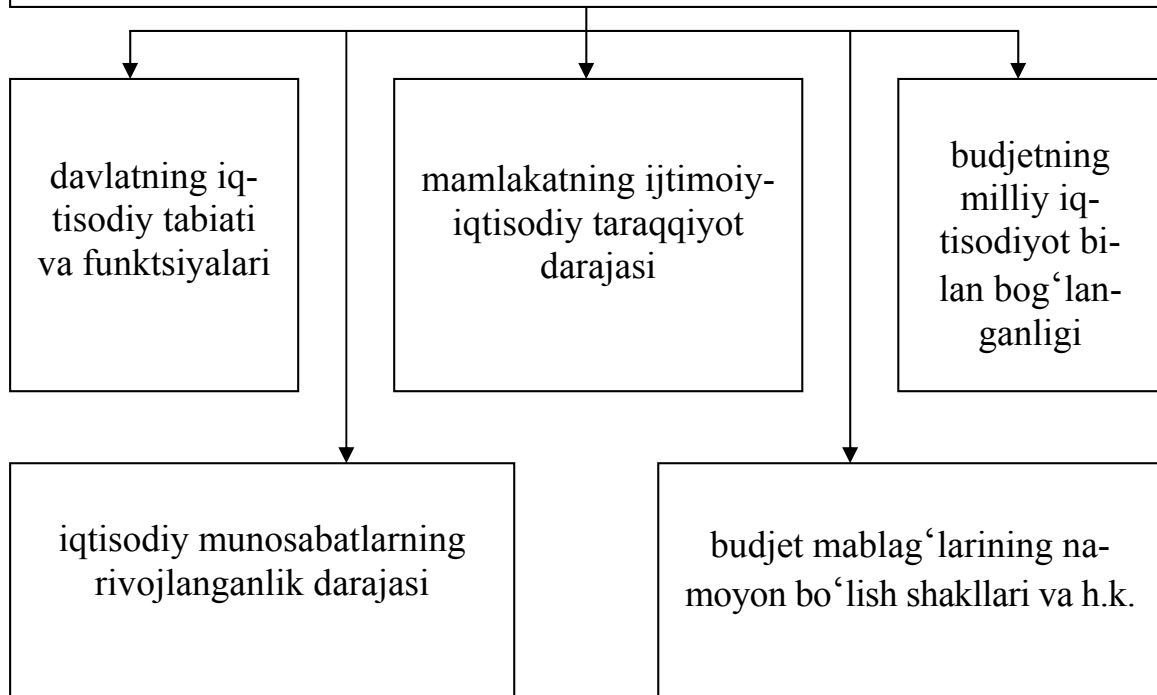 davlatning iq-
tisodiy tabiati
va funktsiyalari
mamlakatning ijtimoiy-
iqtisodiy taraqqiyot
darajasi
budjetning
milliy iq-
tisodiyot bi-
lan bog‘lan-
ganligi
iqtisodiy munosabatlarning
rivojlanganlik darajasi
budjet mablag‘larining na-
moyon bo‘lish shakllari va h.k.